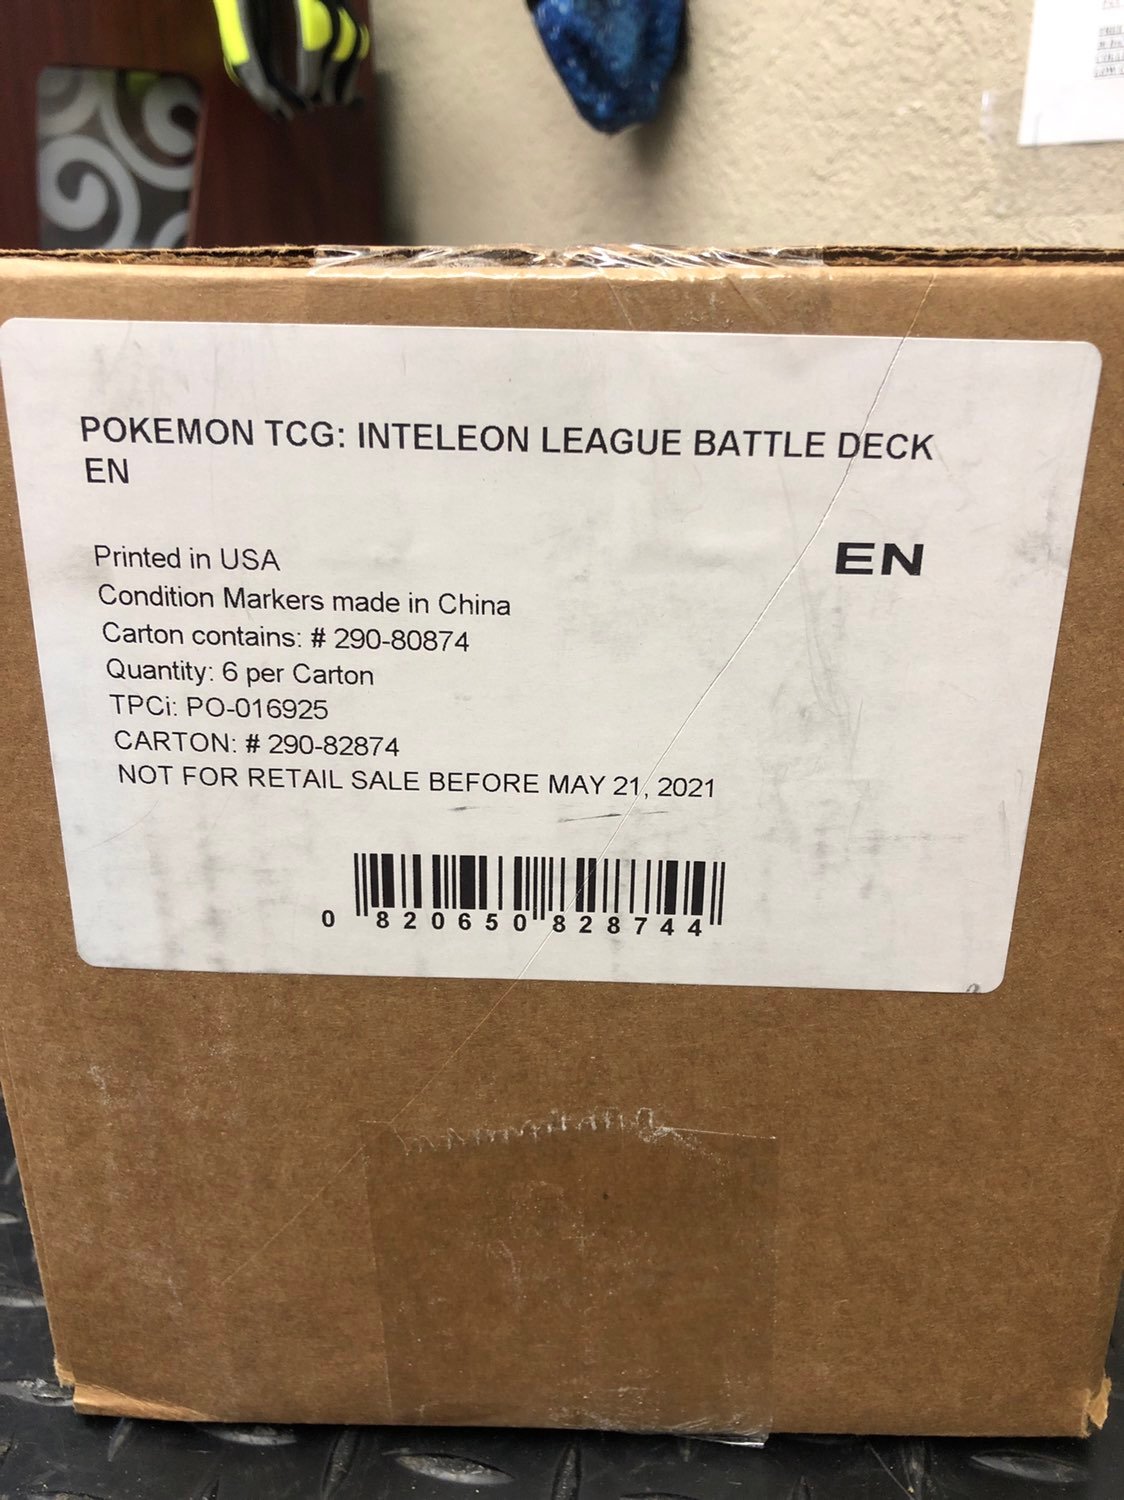 POKEMON TCG: INTELEON LEAGUE BATTLE DECK
EN
EN
Printed in USA
Condition Markers made in China
Carton contains: # 290-80874
Quantity: 6 per Carton
TPCi: PO-016925
CARTON: # 290-82874
NOT FOR RETAIL SALE BEFORE MAY 21, 2021
0 820650 828744